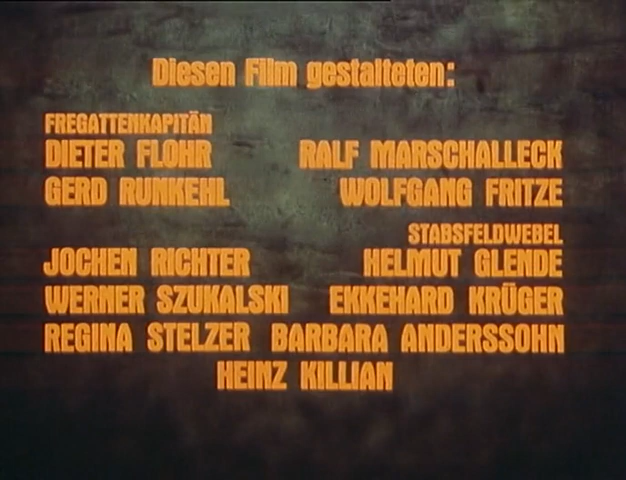 Diesen Film gestalteten:
FREGATTENKAPITÄN
DIETER FLOHR RALF MARSCHALLECK
GERD RUNKEHL WOLFGANG FRITZE
STABSFELDWEBEL
JOCHEN RICHTER HELMUT GLENDE
WERNER SZUKALSKI EKKEHARD KRÜGER
REGINA STELZER BARBARA ANDERSSOHN
HEINZ KILLIAN